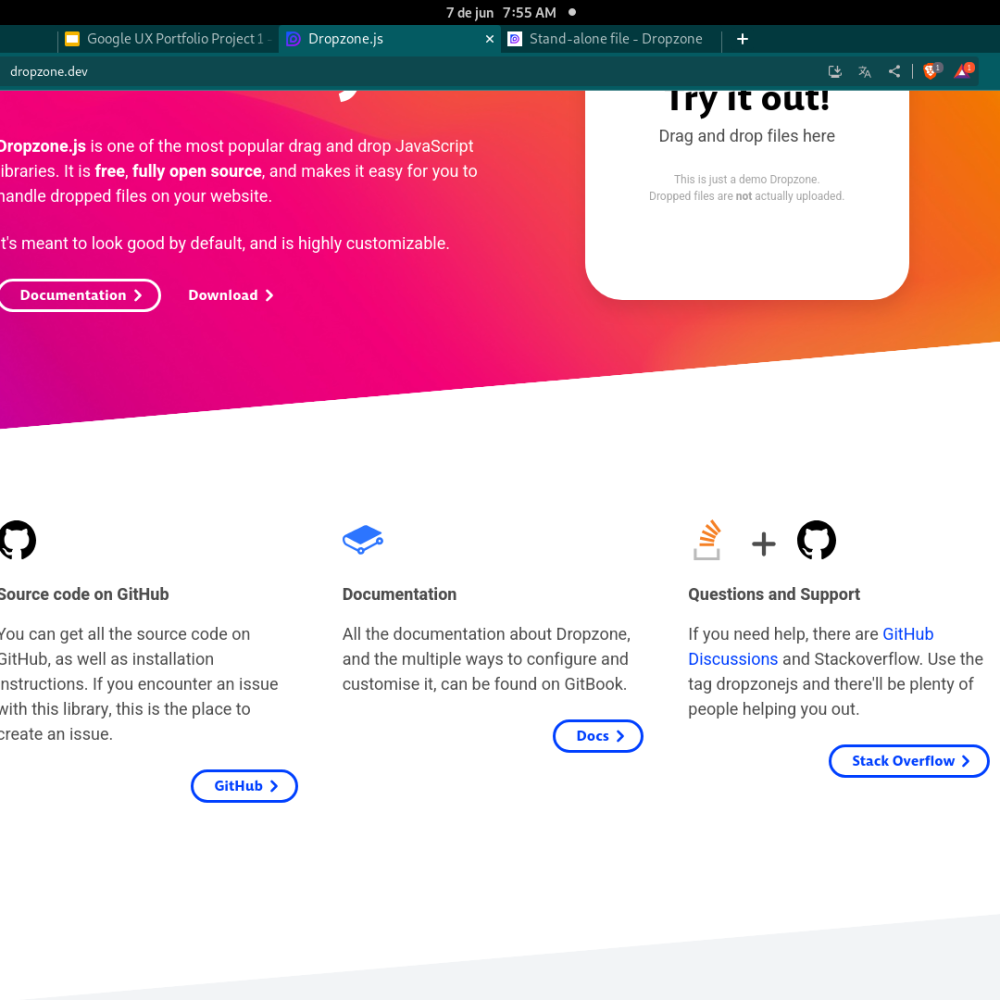 7 de jun 7:55 AM
Google UX Portfolio Project 1 -
Dropzone.js
Stand-alone file - Dropzone
dropzone.dev
1
1
Dropzone.js is one of the most popular drag and drop JavaScript
libraries. It is free, fully open source, and makes it easy for you to
handle dropped files on your website.
It's meant to look good by default, and is highly customizable.
Documentation
Download
Try it out!
Drag and drop files here
This is just a demo Dropzone.
Dropped files are not actually uploaded.
Source code on GitHub
You can get all the source code on
GitHub, as well as installation
instructions. If you encounter an issue
with this library, this is the place to
create an issue.
GitHub
Documentation
All the documentation about Dropzone,
and the multiple ways to configure and
customise it, can be found on GitBook.
Docs
Questions and Support
If you need help, there are GitHub
Discussions and Stackoverflow. Use the
tag dropzonejs and there'll be plenty of
people helping you out.
Stack Overflow